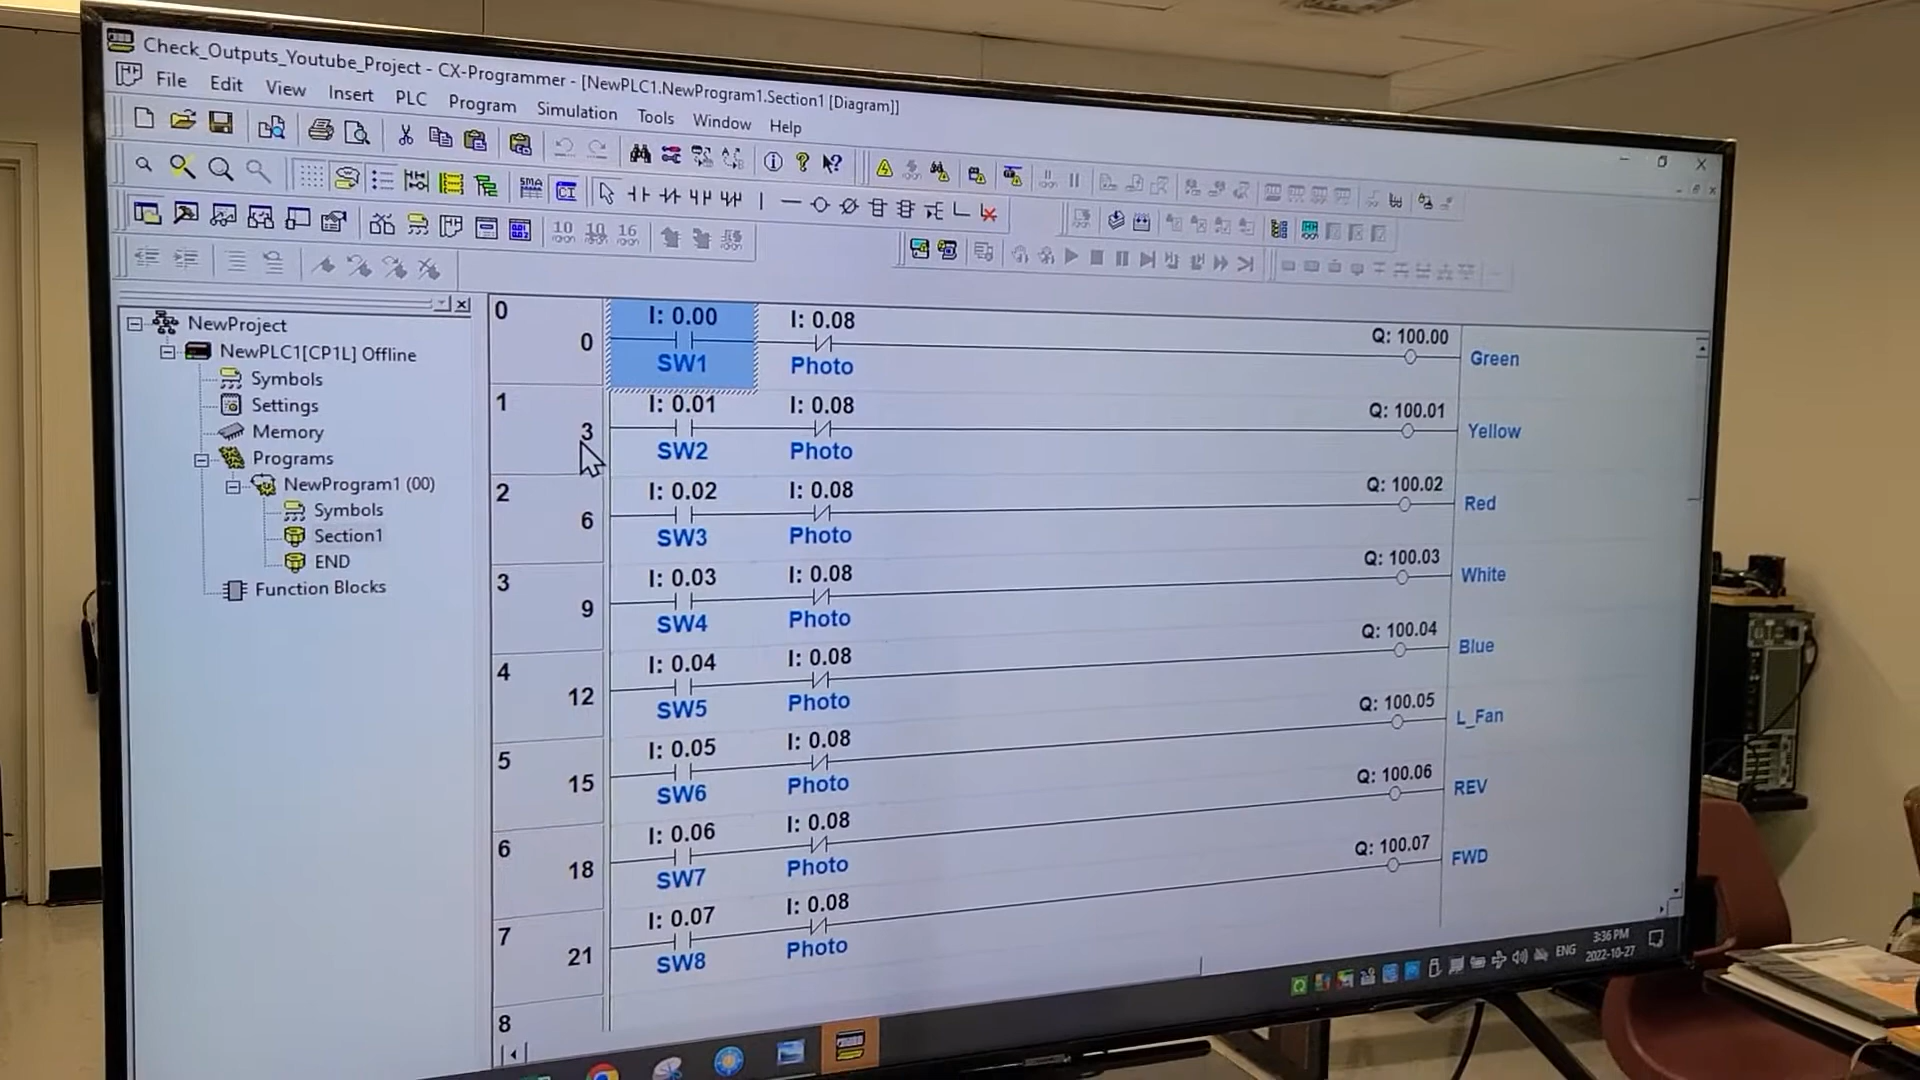 Check_Outputs_Youtube_Project - CX-Programmer - [NewPLC1.NewProgram1.Section1 [Diagram]]
File Edit View Insert PLC Program Simulation Tools Window Help
SMA
10 10 16
NewProject
NewPLC1[CP1L] Offline
Symbols
Settings
Memory
Programs
NewProgram1 (00)
Symbols
Section1
END
Function Blocks
0 I: 0.00 I: 0.08 Q: 100.00
0 SW1 Photo Green
1 I: 0.01 I: 0.08 Q: 100.01
3 SW2 Photo Yellow
2 I: 0.02 I: 0.08 Q: 100.02
6 SW3 Photo Red
3 I: 0.03 I: 0.08 Q: 100.03
9 SW4 Photo White
4 I: 0.04 I: 0.08 Q: 100.04
12 SW5 Photo Blue
5 I: 0.05 I: 0.08 Q: 100.05
15 SW6 Photo L_Fan
6 I: 0.06 I: 0.08 Q: 100.06
18 SW7 Photo REV
7 I: 0.07 I: 0.08 Q: 100.07
21 SW8 Photo FWD
8
ENG
3:36 PM
2022-10-27